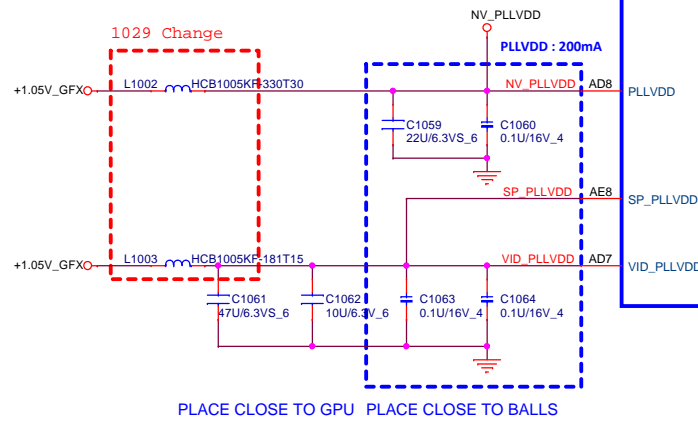 NV_PLLVDD
1029 Change
PLLVDD : 200mA
+1.05V_GFX
L1002
HCB1005KF-330T30
NV_PLLVDD
AD8
PLLVDD
C1059
22U/6.3VS_6
C1060
0.1U/16V_4
SP_PLLVDD
AE8
SP_PLLVDD
+1.05V_GFX
L1003
HCB1005KF-181T15
VID_PLLVDD
AD7
VID_PLLVDD
C1061
47U/6.3VS_6
C1062
10U/6.3V_6
C1063
0.1U/16V_4
C1064
0.1U/16V_4
PLACE CLOSE TO GPU
PLACE CLOSE TO BALLS